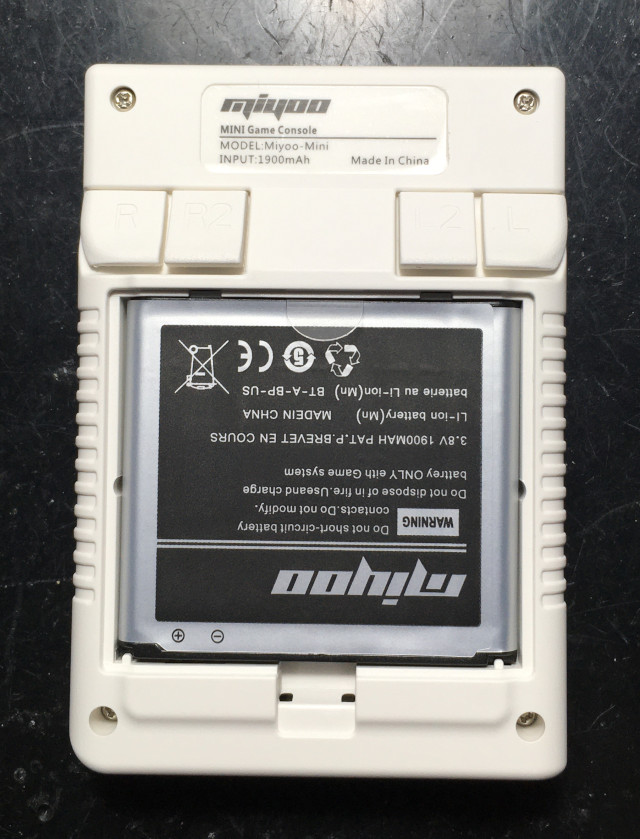 miyoo
MINI Game Console
MODEL:Miyoo-Mini
INPUT:1900mAh Made In China
R R2 L2 L
miyoo
WARNING Do not short-circuit battery
contacts.Do not modify.
Do not dispose of in fire.Useand charge
battrey ONLY eith Game system
3.8V 1900MAH PAT.P.BREVET EN COURS
LI-ion battery(Mn) MADEIN CHNA
batterie au LI-ion(Mn) BT-A-BP-US
5 CE